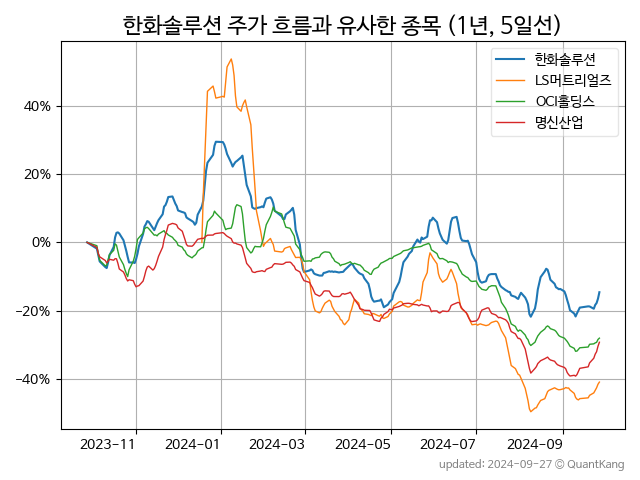 한화솔루션 주가 흐름과 유사한 종목 (1년, 5일선)
한화솔루션
LS머트리얼즈
OCI홀딩스
명신산업
40%
20%
0%
−20%
−40%
2023-11
2024-01
2024-03
2024-05
2024-07
2024-09
updated: 2024-09-27 © QuantKang